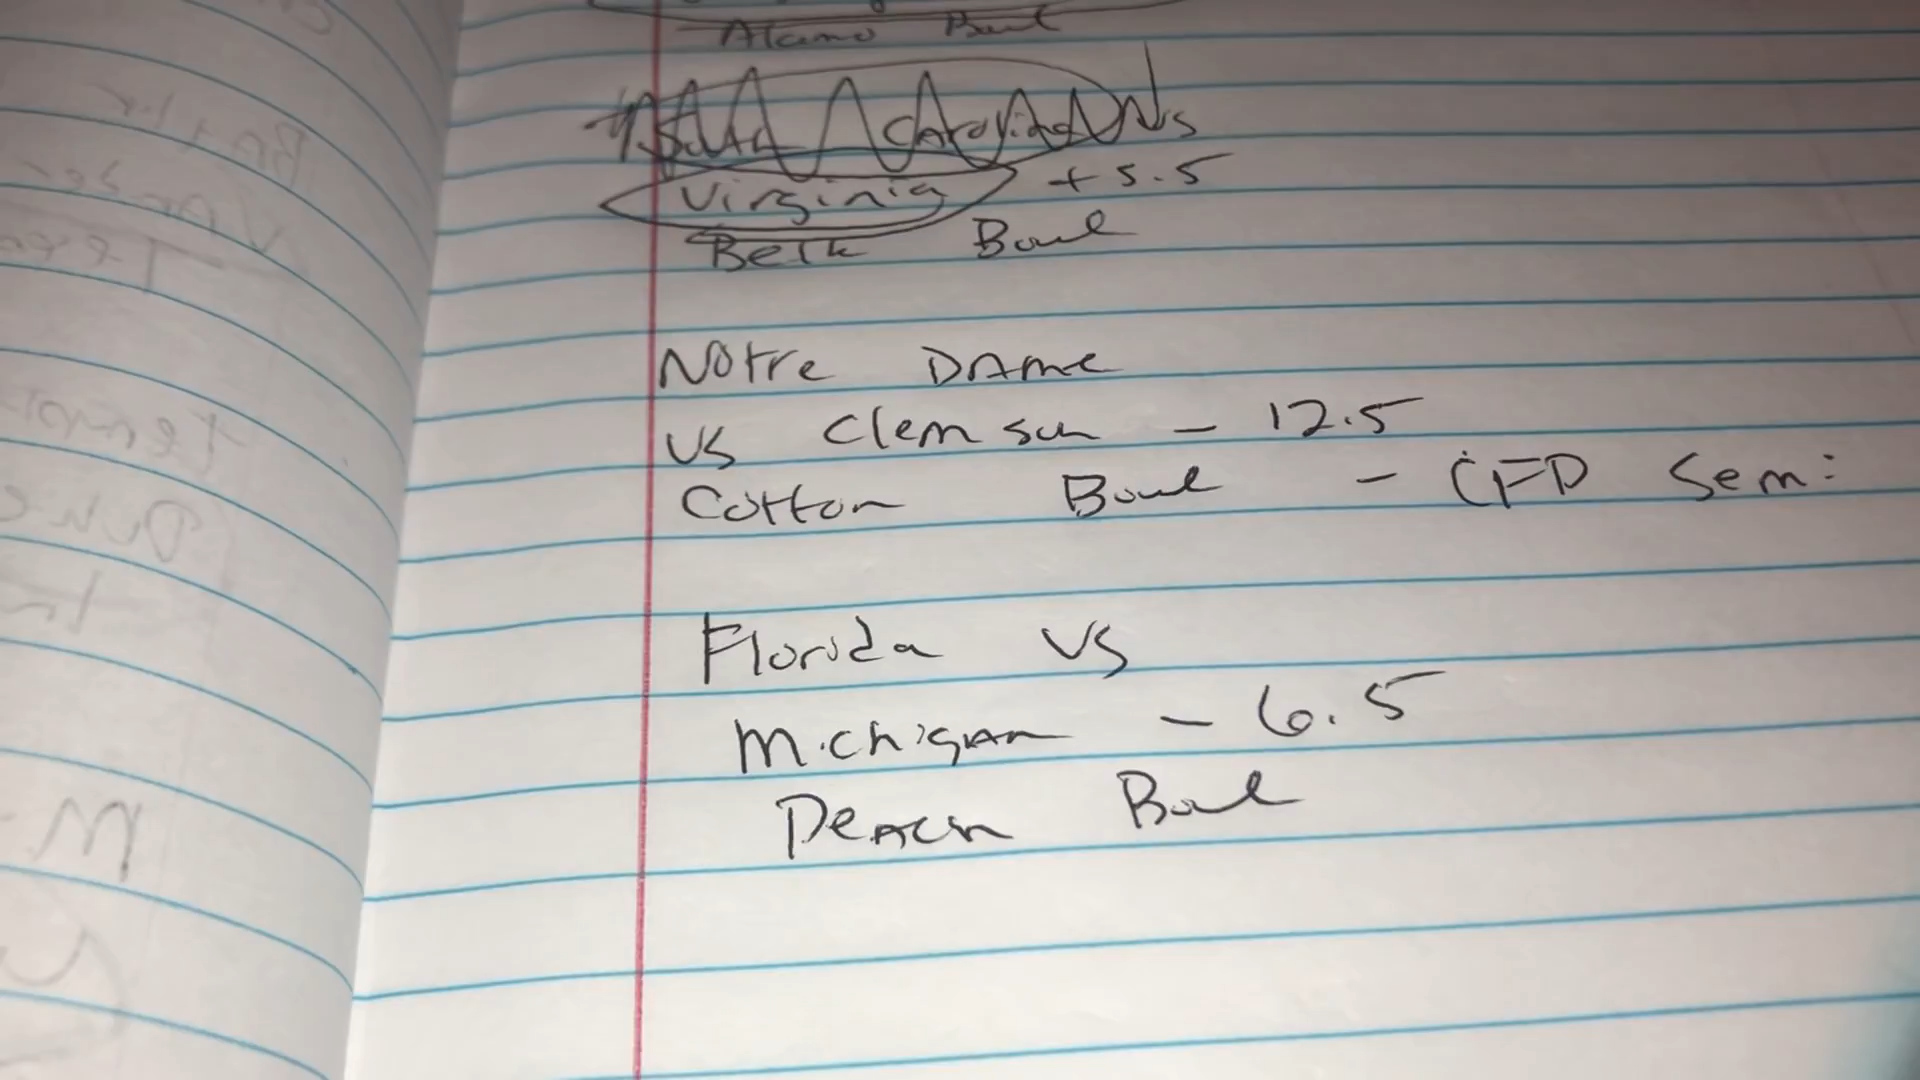 Alamo Bowl
South Carolina vs
Virginia +5.5
Belk Bowl
Notre Dame
vs Clemson - 12.5
Cotton Bowl - CFP Semi
Florida vs
Michigan - 6.5
Peach Bowl